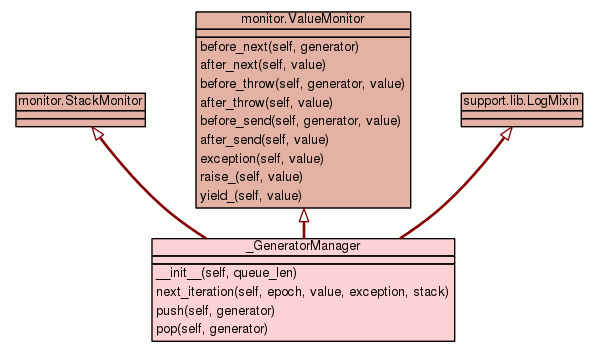 monitor.ValueMonitor
before_next(self, generator)
after_next(self, value)
before_throw(self, generator, value)
after_throw(self, value)
before_send(self, generator, value)
after_send(self, value)
exception(self, value)
raise_(self, value)
yield_(self, value)
monitor.StackMonitor
support.lib.LogMixin
_GeneratorManager
__init__(self, queue_len)
next_iteration(self, epoch, value, exception, stack)
push(self, generator)
pop(self, generator)